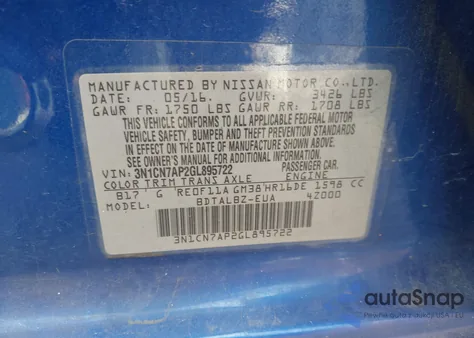 MANUFACTURED BY NISSAN MOTOR CO., LTD.
DATE: 05/16. GVWR: 3426 LBS
GAWR FR: 1750 LBS GAWR RR: 1708 LBS
THIS VEHICLE CONFORMS TO ALL APPLICABLE FEDERAL MOTOR
VEHICLE SAFETY, BUMPER AND THEFT PREVENTION STANDARDS
IN EFFECT ON THE DATE OF MANUFACTURE SHOWN ABOVE.
SEE OWNER'S MANUAL FOR ADDITIONAL INFORMATION.
VIN: 3N1CN7AP2GL895722 PASSENGER CAR
COLOR TRIM TRANS AXLE ENGINE
B17 G RE0F11A GM38 HR16DE 1598 CC
MODEL: BDTALBZ-EUA 4Z000
3N1CN7AP2GL895722
autoSnap